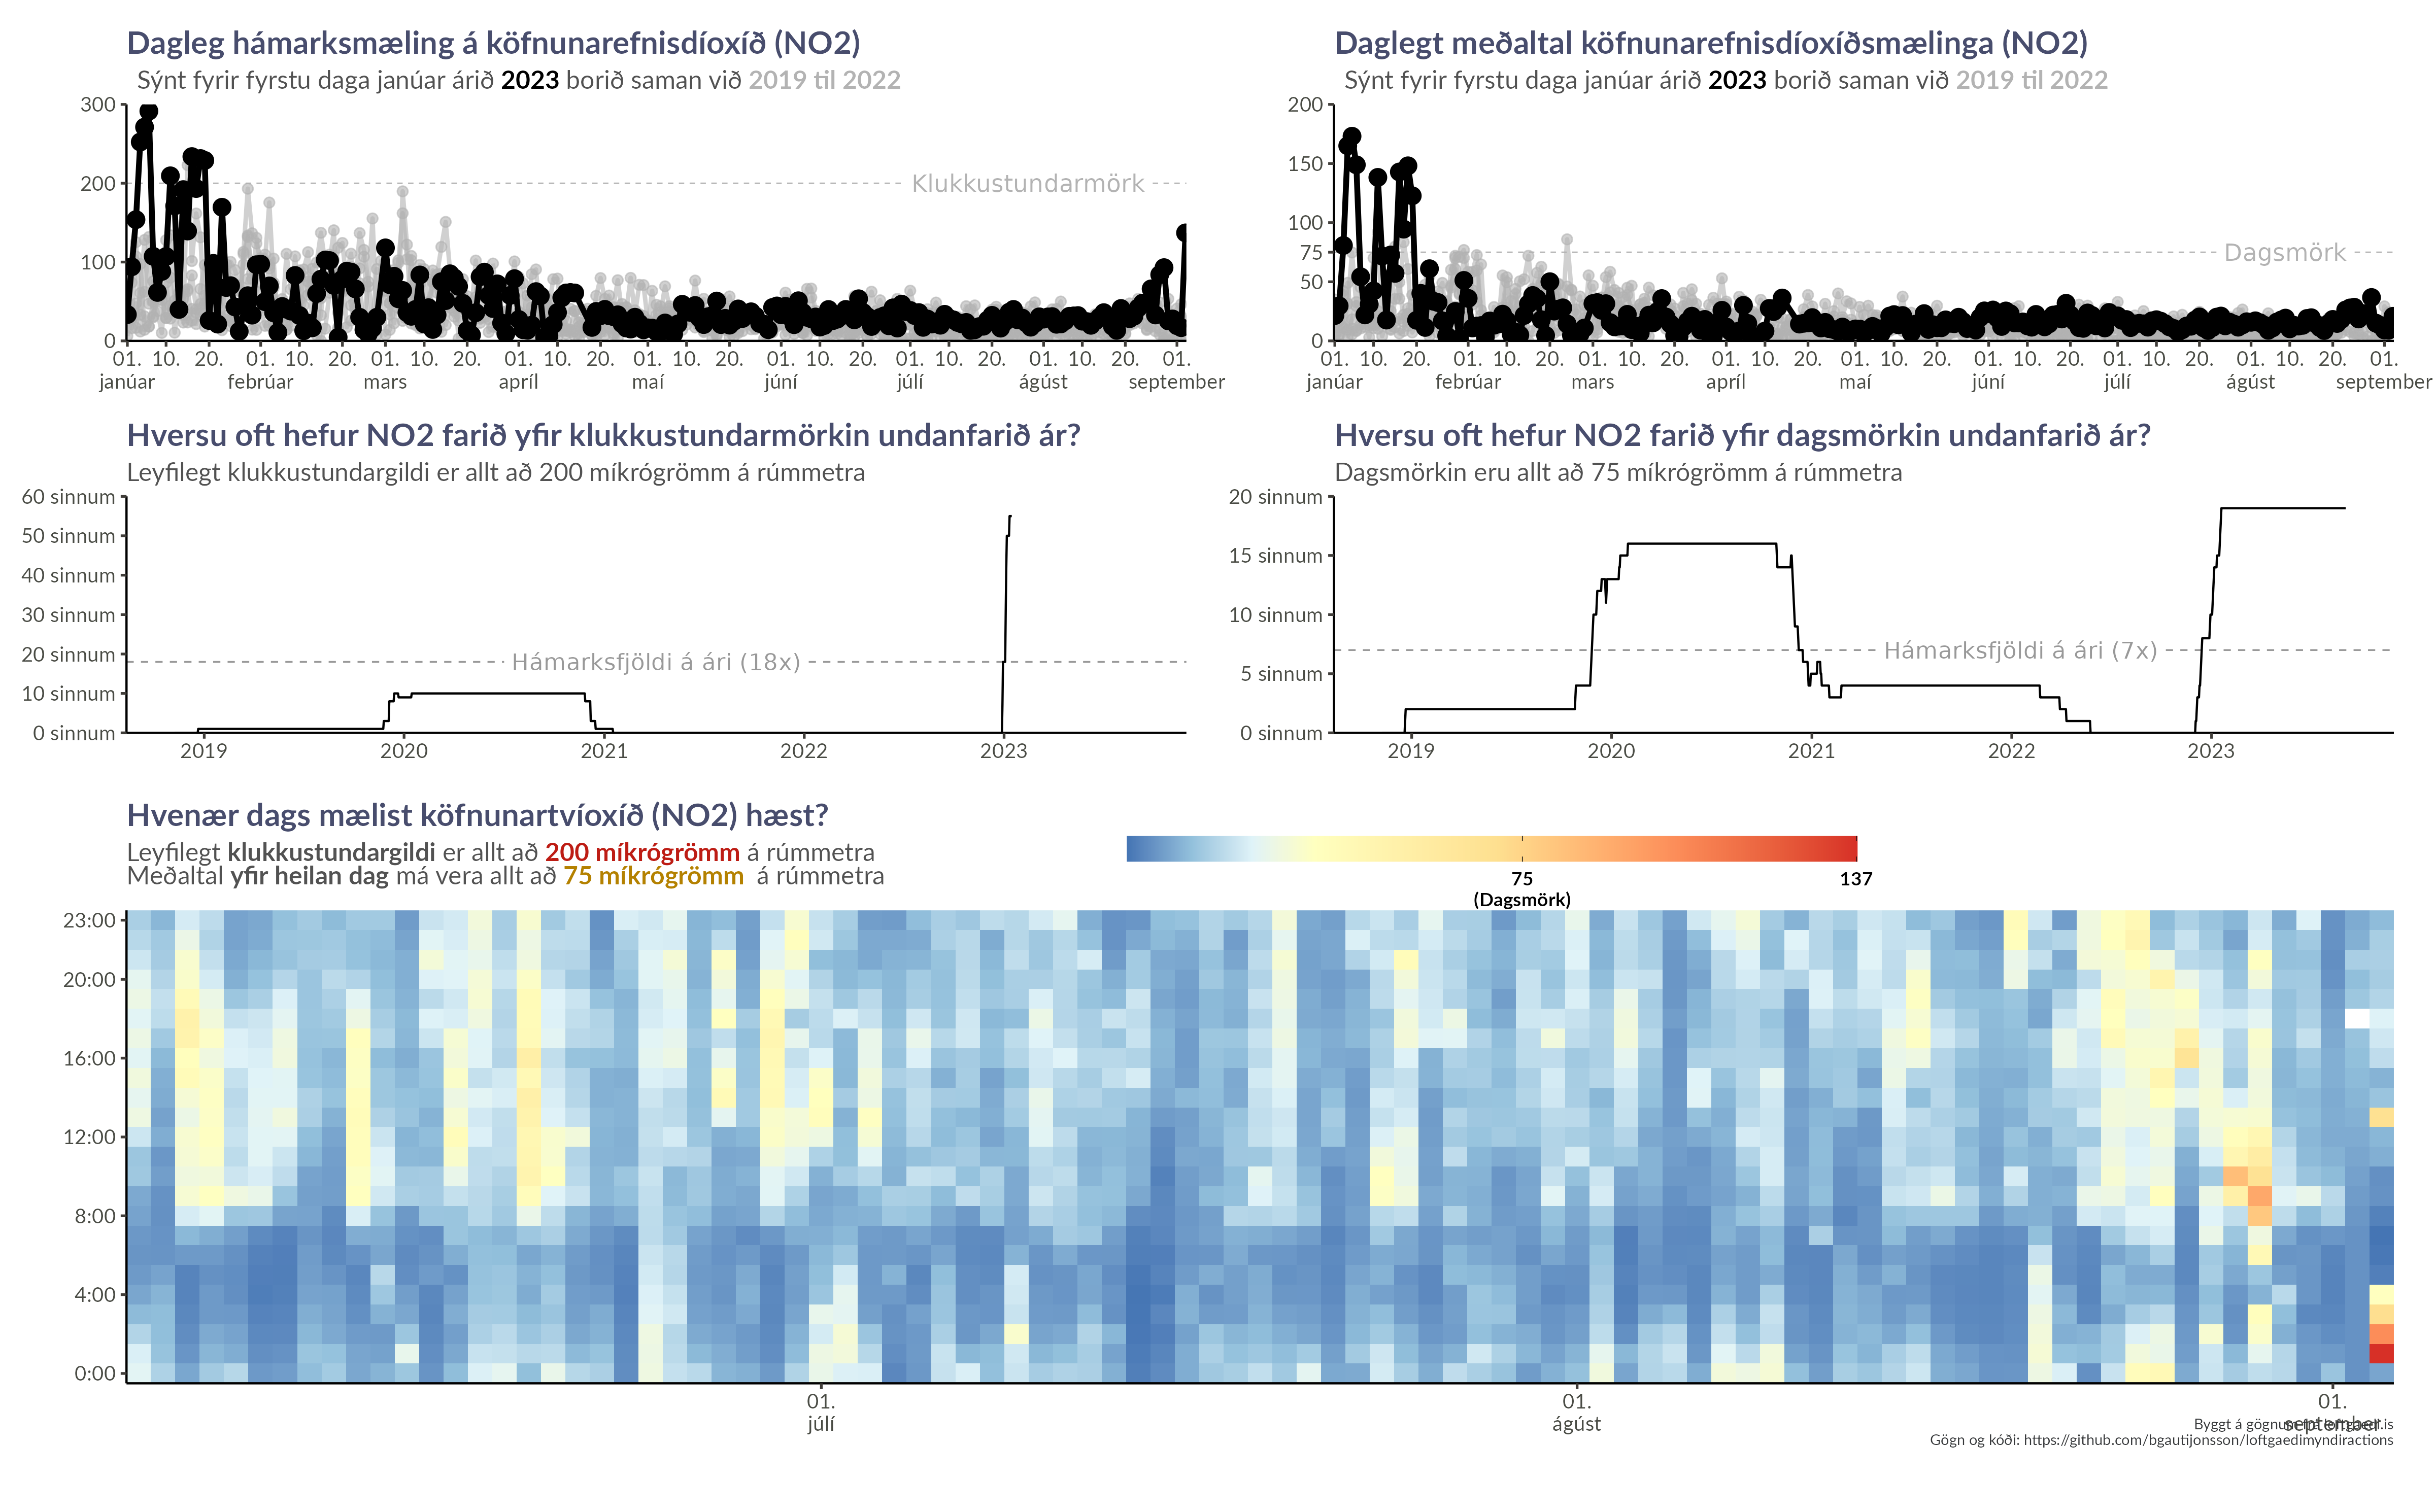 Dagleg hámarksmæling á köfnunarefnisdíoxíð (NO2)
Sýnt fyrir fyrstu daga janúar árið 2023 borið saman við 2019 til 2022
300
200
100
0
Klukkustundarmörk
01. 10. 20. 01. 10. 20. 01. 10. 20. 01. 10. 20. 01. 10. 20. 01. 10. 20. 01. 10. 20. 01. 10. 20. 01.
janúar febrúar mars apríl maí júní júlí ágúst september
Daglegt meðaltal köfnunarefnisdíoxíðsmælinga (NO2)
Sýnt fyrir fyrstu daga janúar árið 2023 borið saman við 2019 til 2022
200
150
100
75
50
0
Dagsmörk
01. 10. 20. 01. 10. 20. 01. 10. 20. 01. 10. 20. 01. 10. 20. 01. 10. 20. 01. 10. 20. 01. 10. 20. 01.
janúar febrúar mars apríl maí júní júlí ágúst september
Hversu oft hefur NO2 farið yfir klukkustundarmörkin undanfarið ár?
Leyfilegt klukkustundargildi er allt að 200 míkrógrömm á rúmmetra
60 sinnum
50 sinnum
40 sinnum
30 sinnum
20 sinnum
10 sinnum
0 sinnum
Hámarksfjöldi á ári (18x)
2019 2020 2021 2022 2023
Hversu oft hefur NO2 farið yfir dagsmörkin undanfarið ár?
Dagsmörkin eru allt að 75 míkrógrömm á rúmmetra
20 sinnum
15 sinnum
10 sinnum
5 sinnum
0 sinnum
Hámarksfjöldi á ári (7x)
2019 2020 2021 2022 2023
Hvenær dags mælist köfnunartvíoxíð (NO2) hæst?
Leyfilegt klukkustundargildi er allt að 200 míkrógrömm á rúmmetra
Meðaltal yfir heilan dag má vera allt að 75 míkrógrömm á rúmmetra
75 137
(Dagsmörk)
23:00
20:00
16:00
12:00
8:00
4:00
0:00
01. 01. 01.
júlí ágúst september
Byggt á gögnum frá loftgaedi.is
Gögn og kóði: https://github.com/bgautijonsson/loftgaedimyndiractions